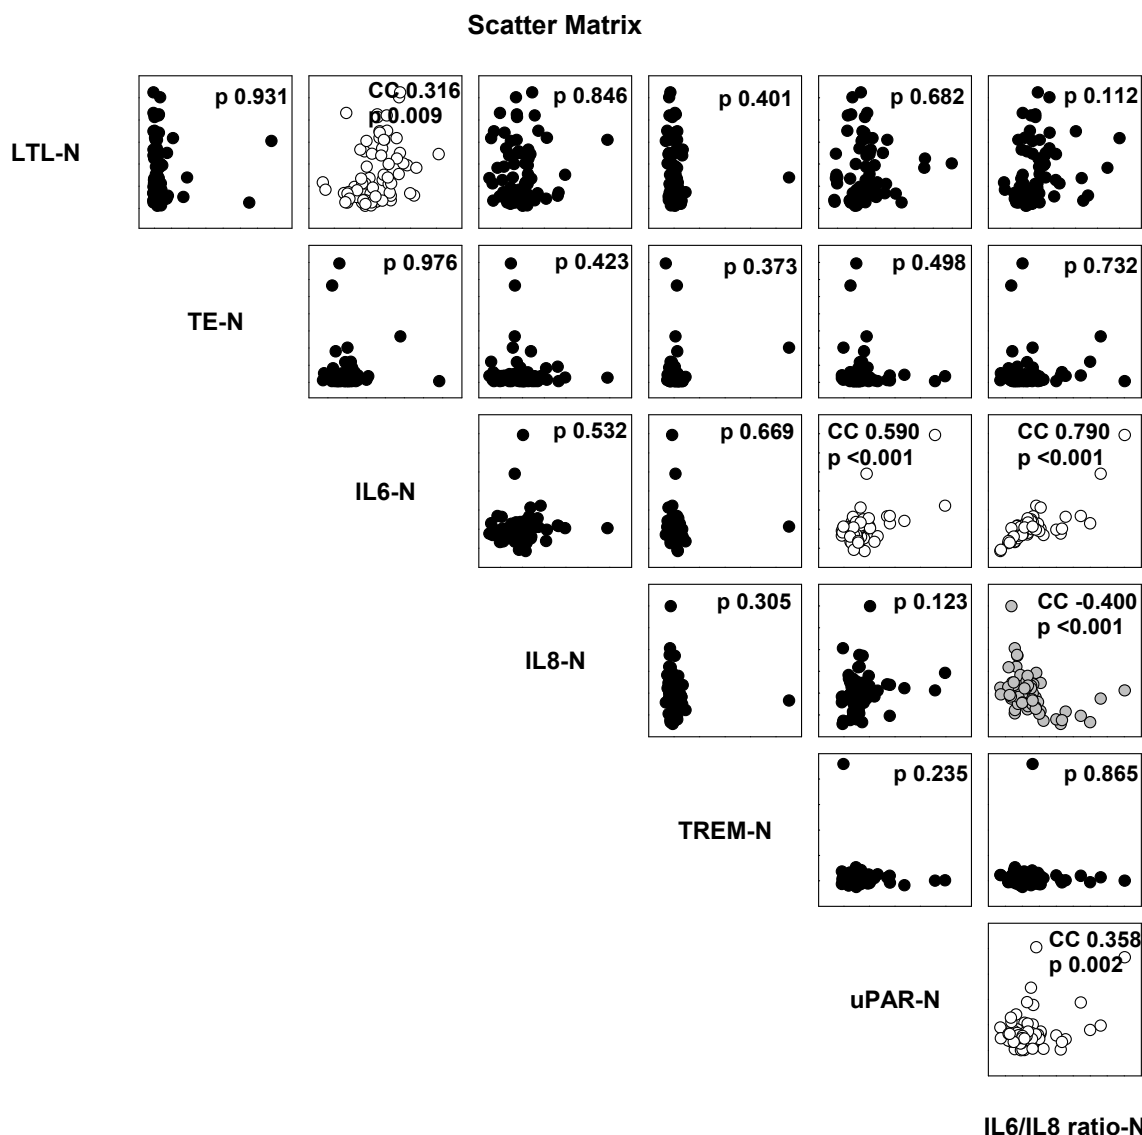 Scatter Matrix
LTL-N
p 0.931
CC 0.316
p 0.009
p 0.846
p 0.401
p 0.682
p 0.112
TE-N
p 0.976
p 0.423
p 0.373
p 0.498
p 0.732
IL6-N
p 0.532
p 0.669
CC 0.590
p <0.001
CC 0.790
p <0.001
IL8-N
p 0.305
p 0.123
CC -0.400
p <0.001
TREM-N
p 0.235
p 0.865
uPAR-N
CC 0.358
p 0.002
IL6/IL8 ratio-N